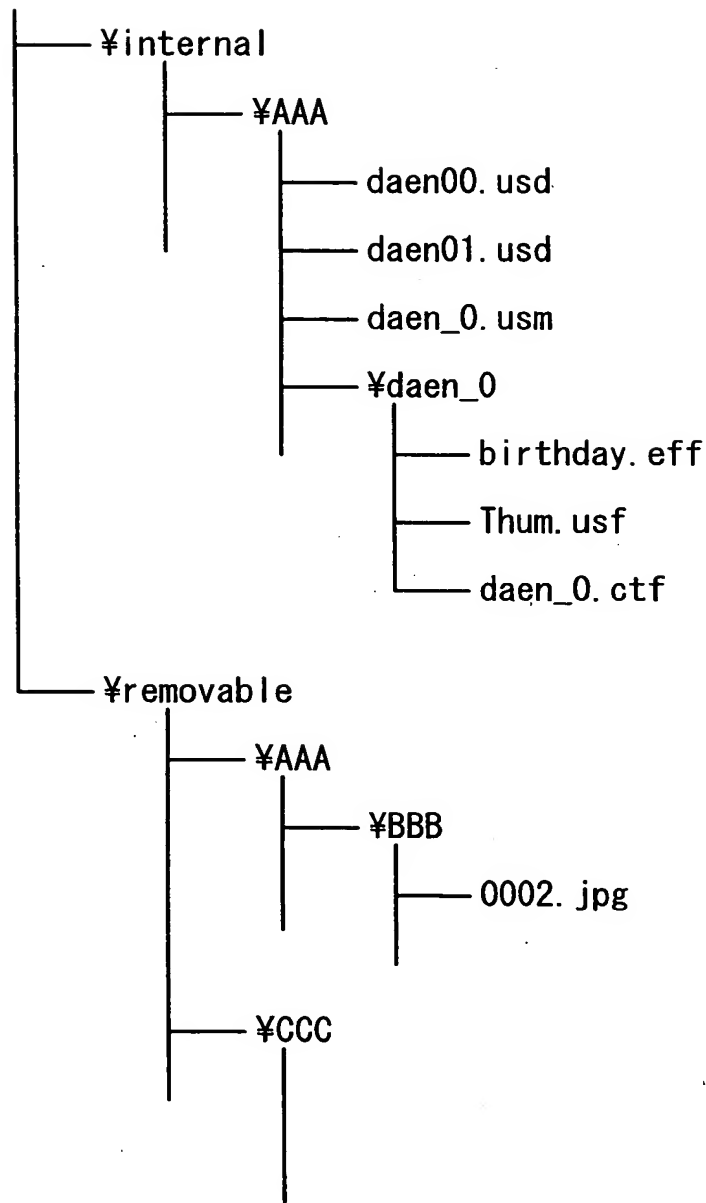 ¥internal
¥AAA
daen00.usd
daen01.usd
daen_0.usm
¥daen_0
birthday.eff
Thum.usf
daen_0.ctf
¥removable
¥AAA
¥BBB
0002.jpg
¥CCC